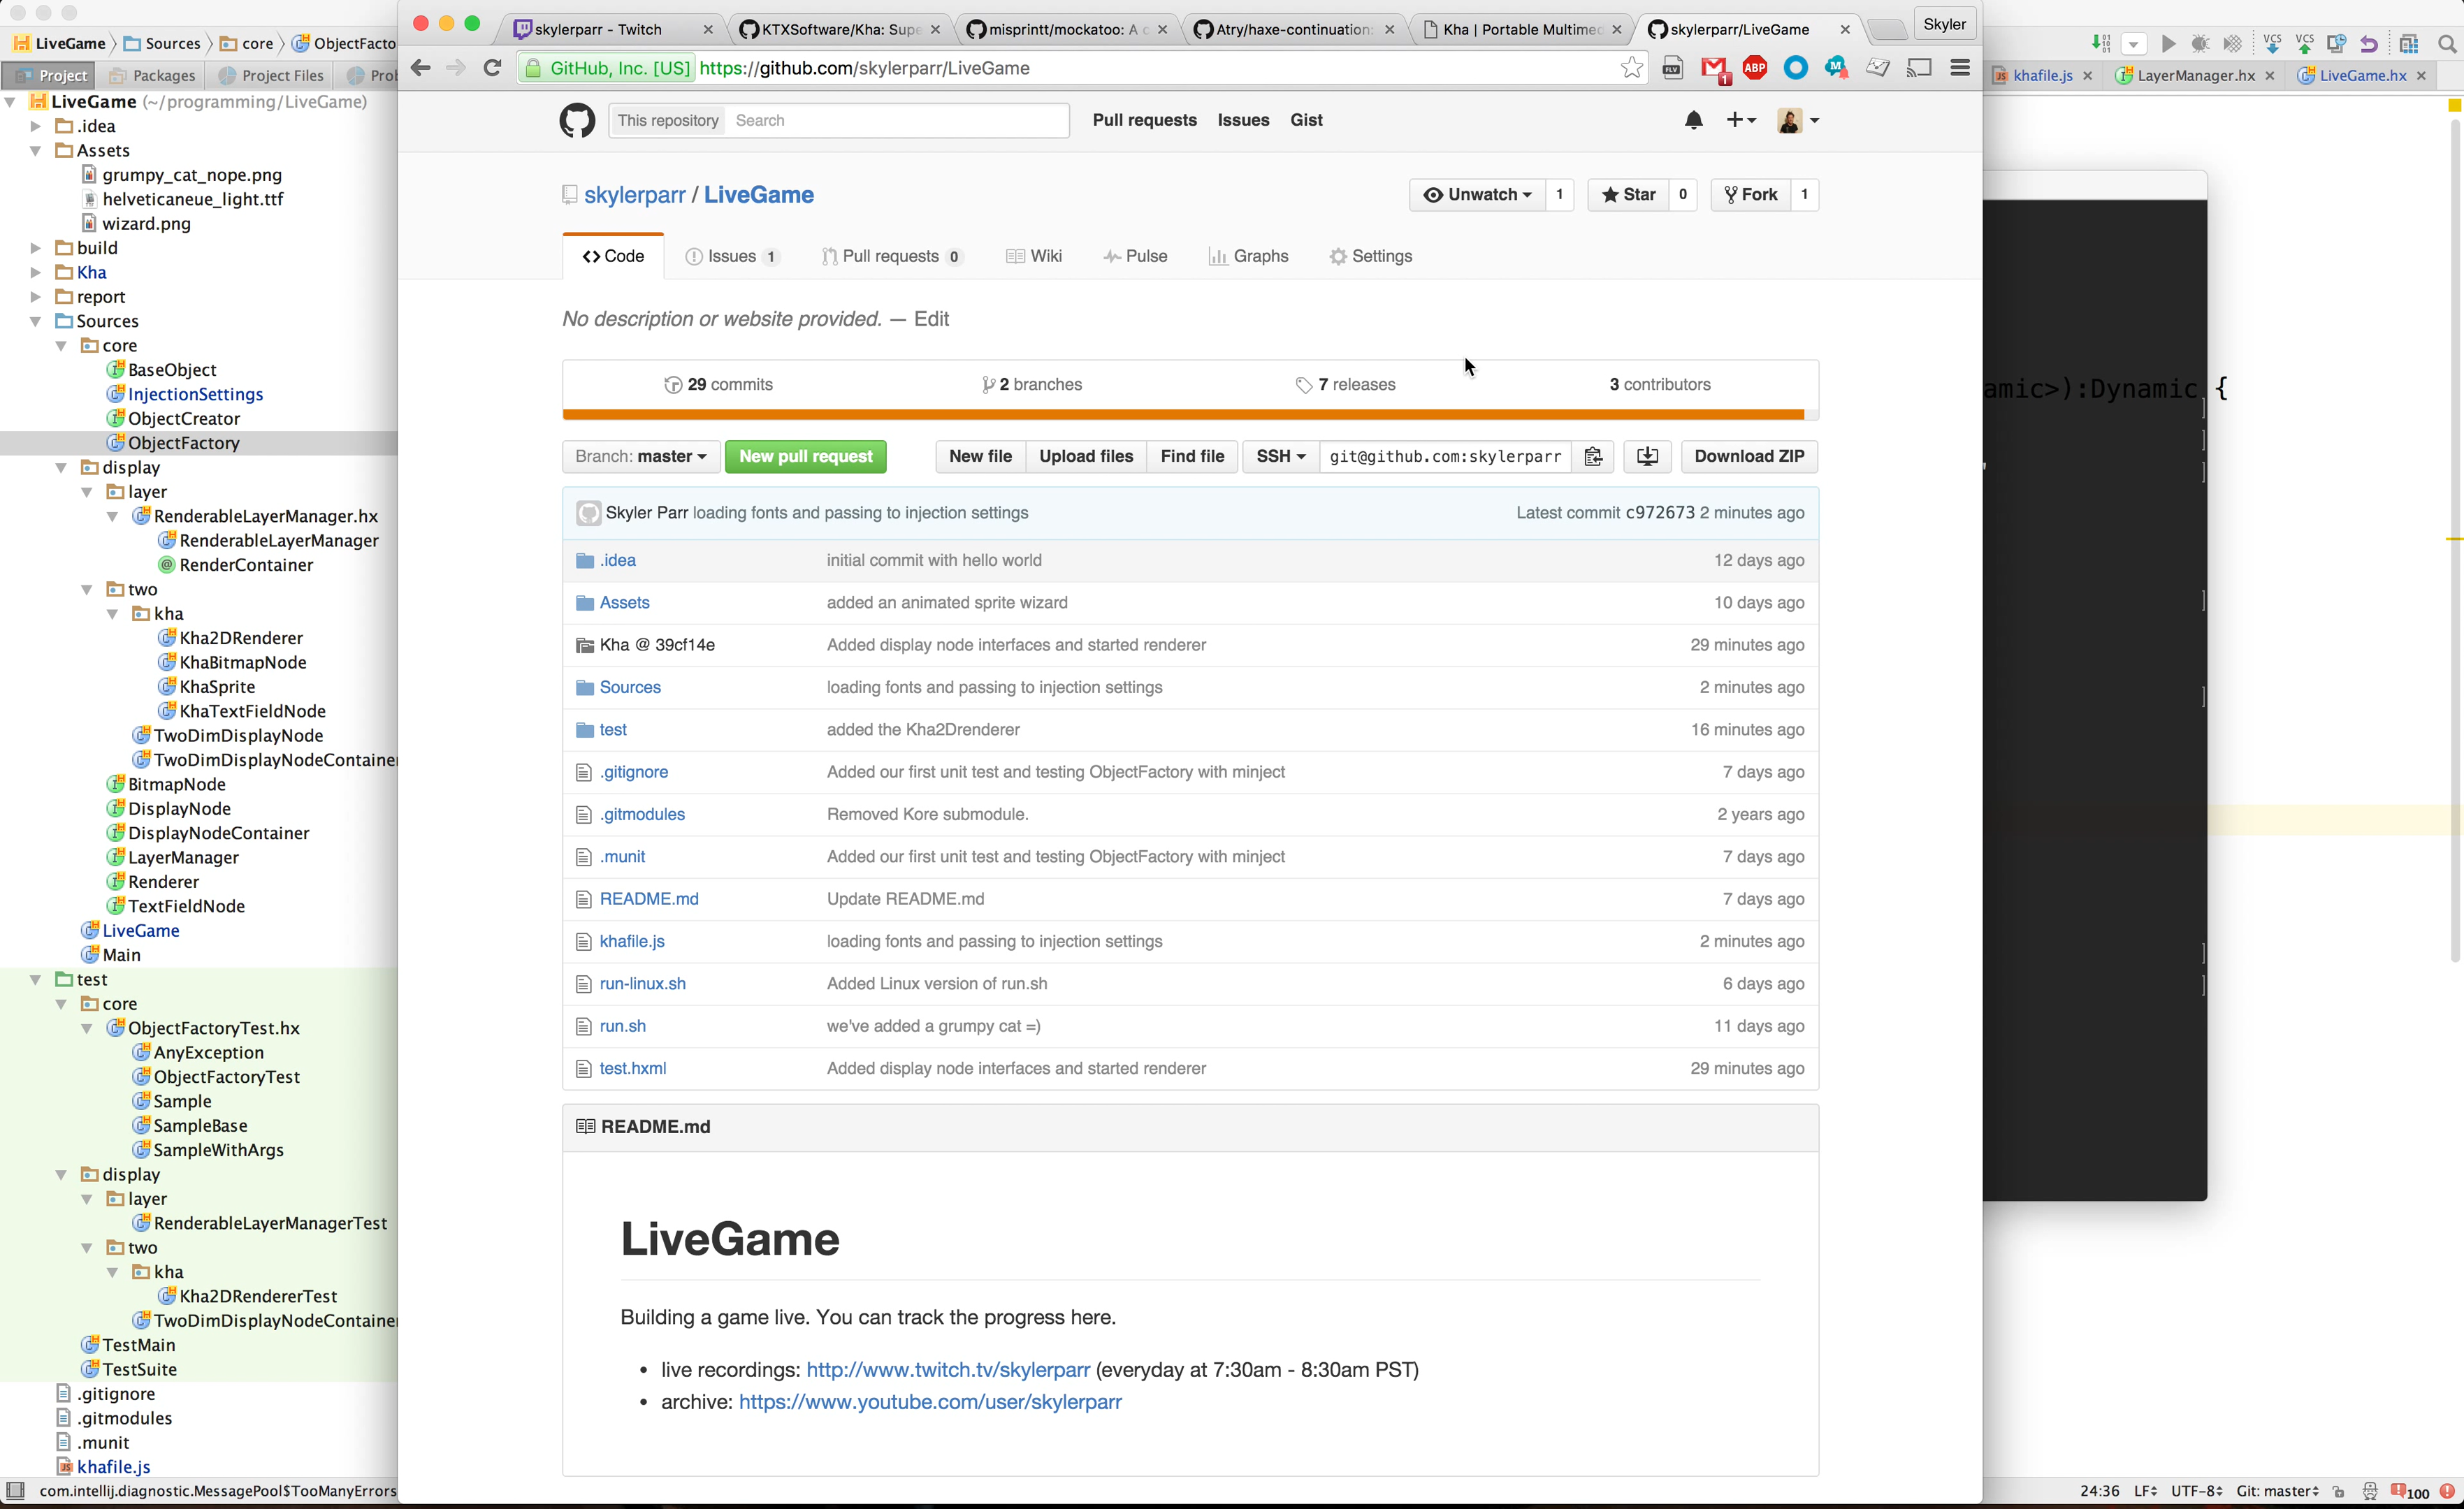 LiveGame Sources core ObjectFacto
Project Packages Project Files Prob
LiveGame (~/programming/LiveGame)
.idea
Assets
grumpy_cat_nope.png
helveticaneue_light.ttf
wizard.png
build
Kha
report
Sources
core
BaseObject
InjectionSettings
ObjectCreator
ObjectFactory
display
layer
RenderableLayerManager.hx
RenderableLayerManager
RenderContainer
two
kha
Kha2DRenderer
KhaBitmapNode
KhaSprite
KhaTextFieldNode
TwoDimDisplayNode
TwoDimDisplayNodeContainer
BitmapNode
DisplayNode
DisplayNodeContainer
LayerManager
Renderer
TextFieldNode
LiveGame
Main
test
core
ObjectFactoryTest.hx
AnyException
ObjectFactoryTest
Sample
SampleBase
SampleWithArgs
display
layer
RenderableLayerManagerTest
two
kha
Kha2DRendererTest
TwoDimDisplayNodeContainer
TestMain
TestSuite
.gitignore
.gitmodules
.munit
khafile.js
com.intellij.diagnostic.MessagePool$TooManyErrors
skylerparr - Twitch KTXSoftware/Kha: Supe misprintt/mockatoo: A c Atry/haxe-continuation: Kha | Portable Multimed skylerparr/LiveGame Skyler
GitHub, Inc. [US] https://github.com/skylerparr/LiveGame FLV 1 ABP M
This repository Search Pull requests Issues Gist
skylerparr / LiveGame Unwatch 1 Star 0 Fork 1
Code Issues 1 Pull requests 0 Wiki Pulse Graphs Settings
No description or website provided. — Edit
29 commits 2 branches 7 releases 3 contributors
Branch: master New pull request New file Upload files Find file SSH git@github.com:skylerparr Download ZIP
Skyler Parr loading fonts and passing to injection settings Latest commit c972673 2 minutes ago
.idea initial commit with hello world 12 days ago
Assets added an animated sprite wizard 10 days ago
Kha @ 39cf14e Added display node interfaces and started renderer 29 minutes ago
Sources loading fonts and passing to injection settings 2 minutes ago
test added the Kha2Drenderer 16 minutes ago
.gitignore Added our first unit test and testing ObjectFactory with minject 7 days ago
.gitmodules Removed Kore submodule. 2 years ago
.munit Added our first unit test and testing ObjectFactory with minject 7 days ago
README.md Update README.md 7 days ago
khafile.js loading fonts and passing to injection settings 2 minutes ago
run-linux.sh Added Linux version of run.sh 6 days ago
run.sh we've added a grumpy cat =) 11 days ago
test.hxml Added display node interfaces and started renderer 29 minutes ago
README.md
LiveGame
Building a game live. You can track the progress here.
• live recordings: http://www.twitch.tv/skylerparr (everyday at 7:30am - 8:30am PST)
• archive: https://www.youtube.com/user/skylerparr
VCS VCS
khafile.js LayerManager.hx LiveGame.hx
amic>):Dynamic {
]
]
]
]
]
]
]
24:36 LF UTF-8 Git: master 100